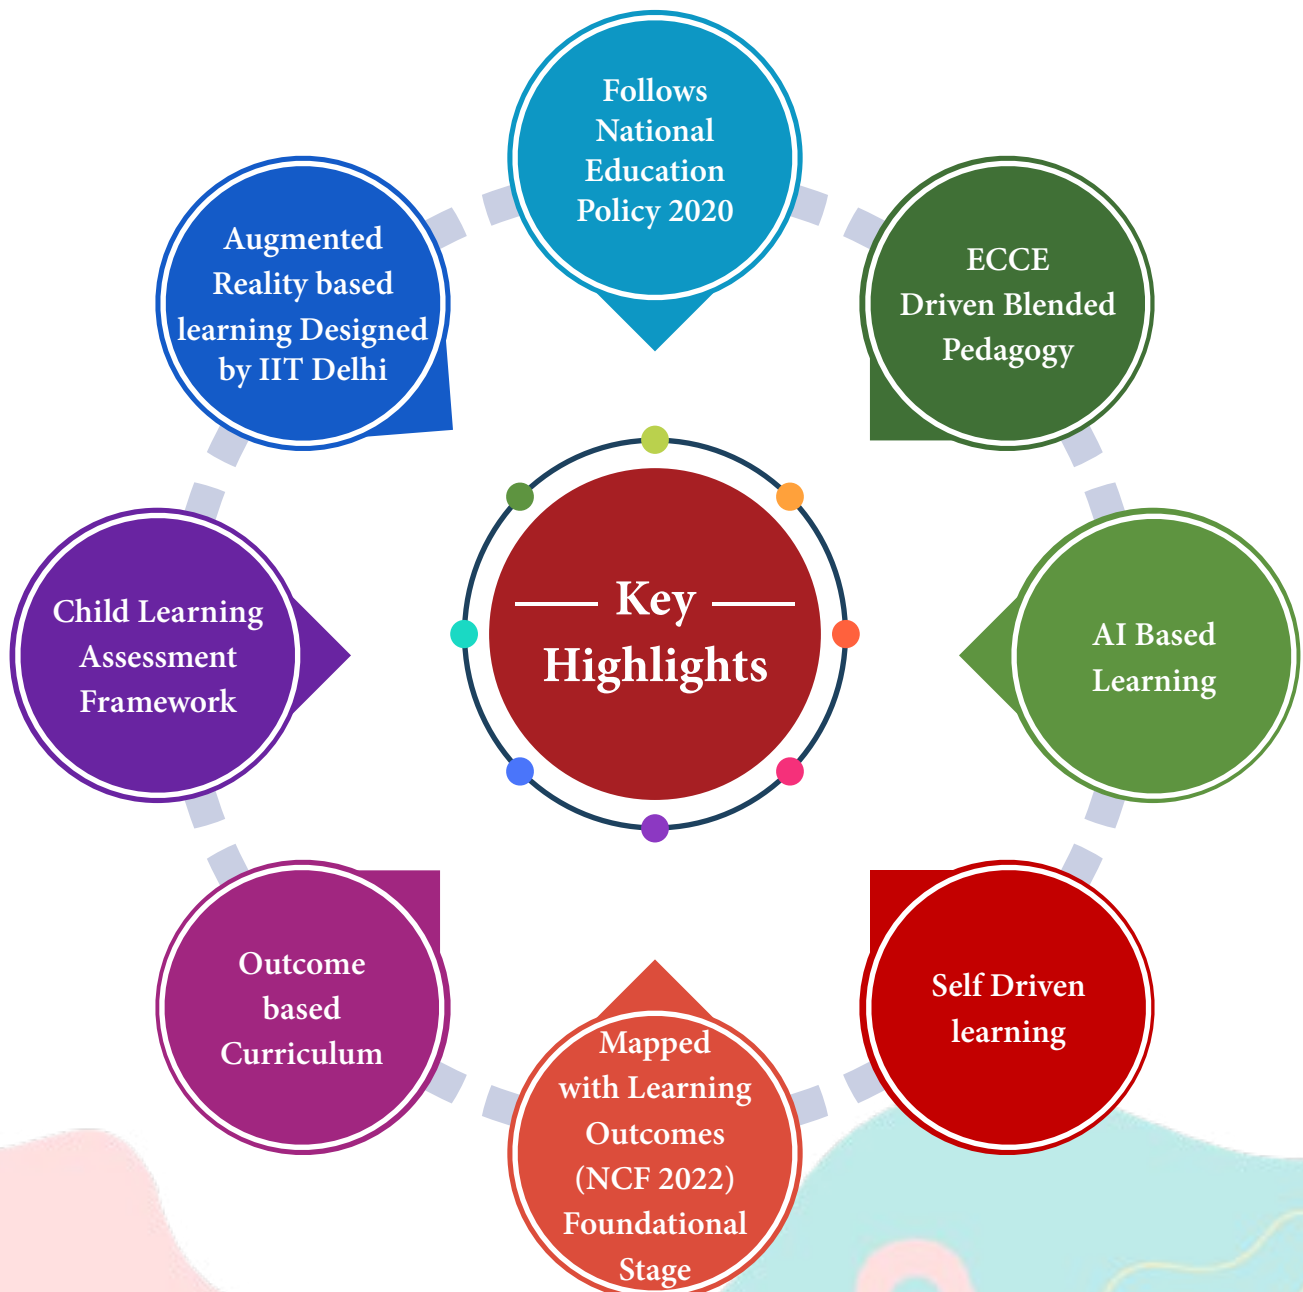 Follows
National
Education
Policy 2020
ECCE
Driven Blended
Pedagogy
AI Based
Learning
Self Driven
learning
Mapped
with Learning
Outcomes
(NCF 2022)
Foundational
Stage
Outcome
based
Curriculum
Child Learning
Assessment
Framework
Augmented
Reality based
learning Designed
by IIT Delhi
Key
Highlights